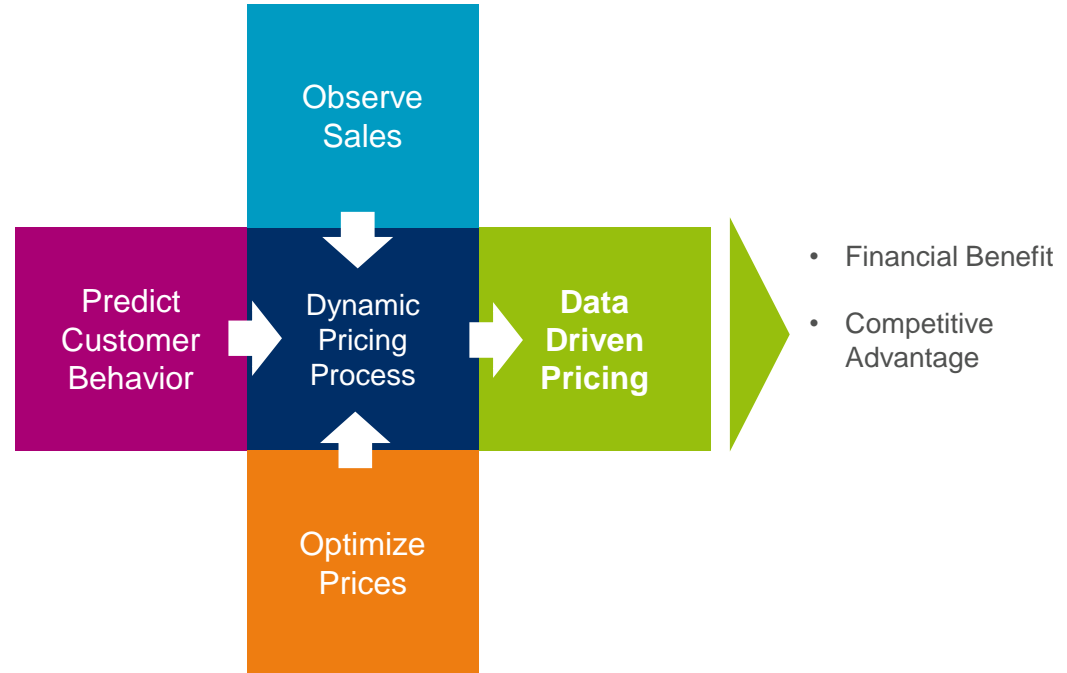 Observe
Sales
Predict
Customer
Behavior
Dynamic
Pricing
Process
Data
Driven
Pricing
• Financial Benefit
• Competitive
Advantage
Optimize
Prices